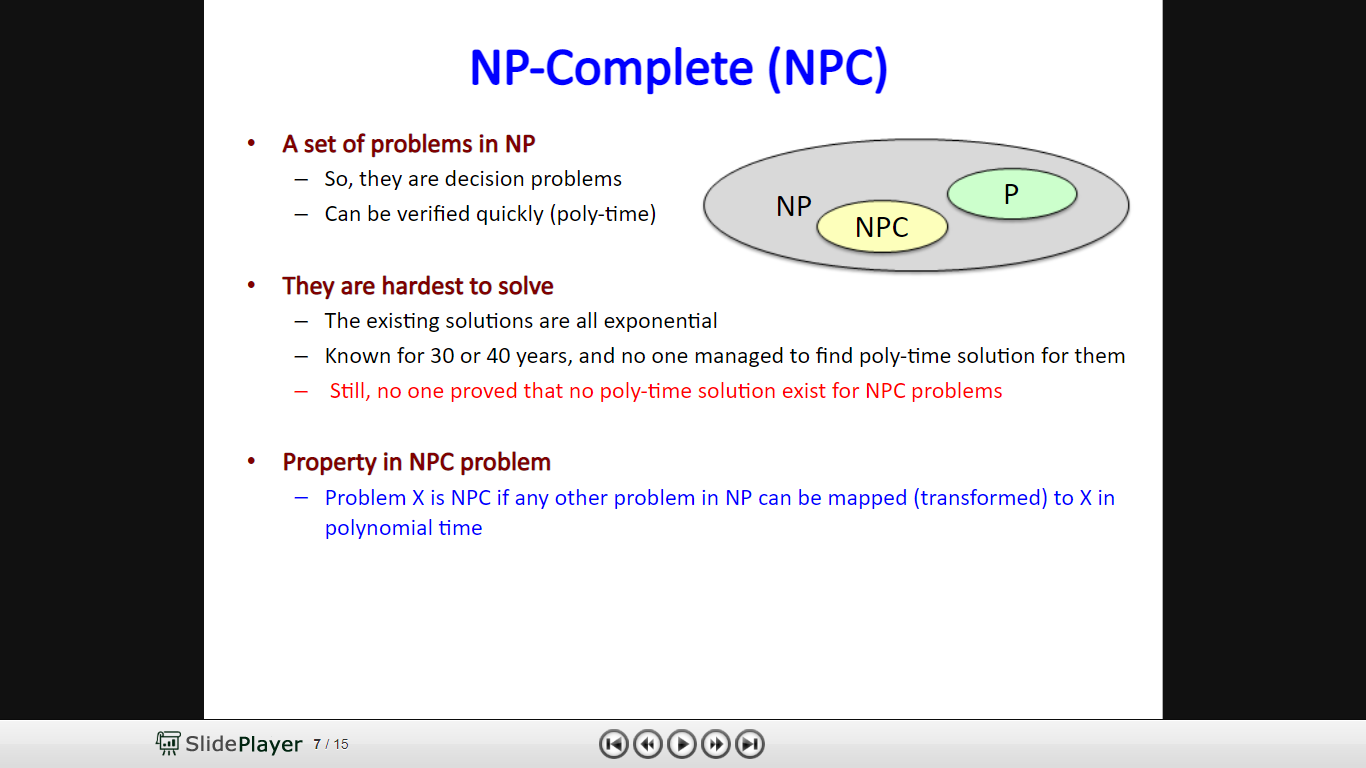 NP-Complete (NPC)
• A set of problems in NP
– So, they are decision problems
– Can be verified quickly (poly-time)
NP
NPC
P
• They are hardest to solve
– The existing solutions are all exponential
– Known for 30 or 40 years, and no one managed to find poly-time solution for them
– Still, no one proved that no poly-time solution exist for NPC problems
• Property in NPC problem
– Problem X is NPC if any other problem in NP can be mapped (transformed) to X in
polynomial time
SlidePlayer 7 / 15